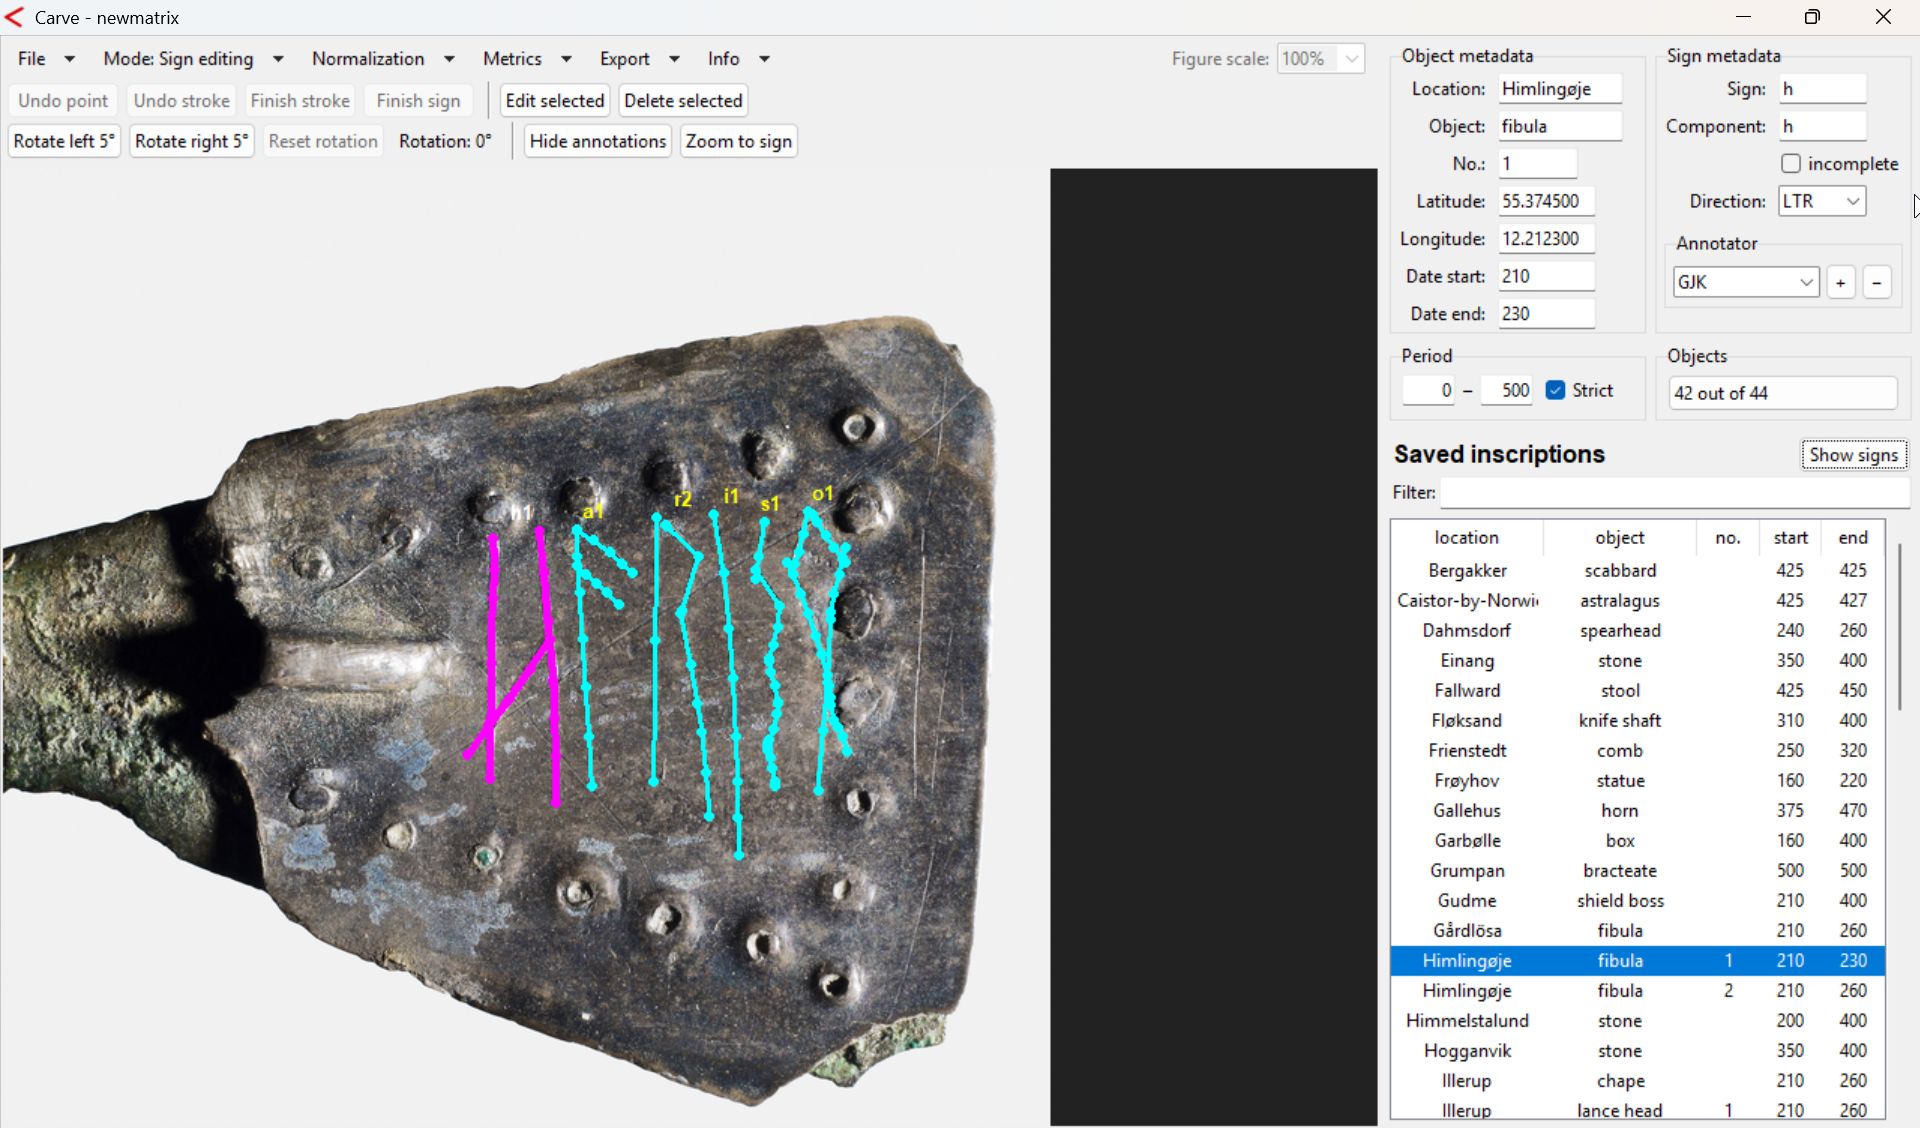 Carve - newmatrix
File Mode: Sign editing Normalization Metrics Export Info Figure scale: 100%
Undo point Undo stroke Finish stroke Finish sign Edit selected Delete selected
Rotate left 5° Rotate right 5° Reset rotation Rotation: 0° Hide annotations Zoom to sign
h1 a1 r2 i1 s1 o1
Object metadata
Location: Himlingøje
Object: fibula
No.: 1
Latitude: 55.374500
Longitude: 12.212300
Date start: 210
Date end: 230
Sign metadata
Sign: h
Component: h
incomplete
Direction: LTR
Annotator
GJK + −
Period
0 – 500 Strict
Objects
42 out of 44
Saved inscriptions Show signs
Filter:
location object no. start end
Bergakker scabbard 425 425
Caistor-by-Norwi astralagus 425 427
Dahmsdorf spearhead 240 260
Einang stone 350 400
Fallward stool 425 450
Fløksand knife shaft 310 400
Frienstedt comb 250 320
Frøyhov statue 160 220
Gallehus horn 375 470
Garbølle box 160 400
Grumpan bracteate 500 500
Gudme shield boss 210 400
Gårdlösa fibula 210 260
Himlingøje fibula 1 210 230
Himlingøje fibula 2 210 260
Himmelstalund stone 200 400
Hogganvik stone 350 400
Illerup chape 210 260
Illerup lance head 1 210 260